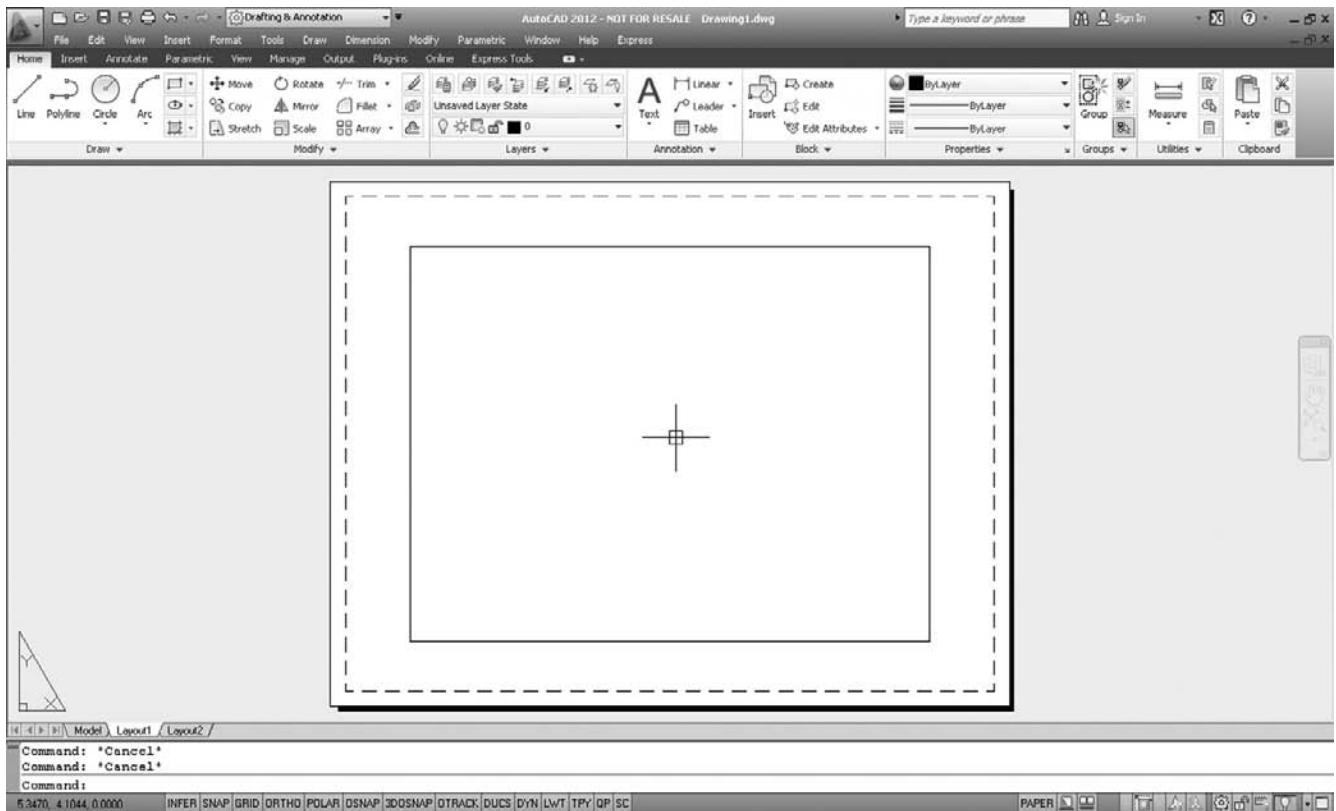 Drafting & Annotation
AutoCAD 2012 - NOT FOR RESALE Drawing1.dwg
Type a keyword or phrase
Sign In
File Edit View Insert Format Tools Draw Dimension Modify Parametric Window Help Express
Home Insert Annotate Parametric View Manage Output Plug-ins Online Express Tools
Line Polyline Circle Arc
Move Rotate Trim
Copy Mirror Fillet
Stretch Scale Array
Unsaved Layer State
0
A
Text
Linear
Leader
Table
Insert
Create
Edit
Edit Attributes
ByLayer
ByLayer
ByLayer
Group
Measure
Paste
Draw Modify Layers Annotation Block Properties Groups Utilities Clipboard
Y
X
Model Layout1 Layout2
Command: *Cancel*
Command: *Cancel*
Command:
5.3470, 4.1044, 0.0000 INFER SNAP GRID ORTHO POLAR OSNAP 3DOSNAP OTRACK DUCS DYN LWT TPY QP SC PAPER